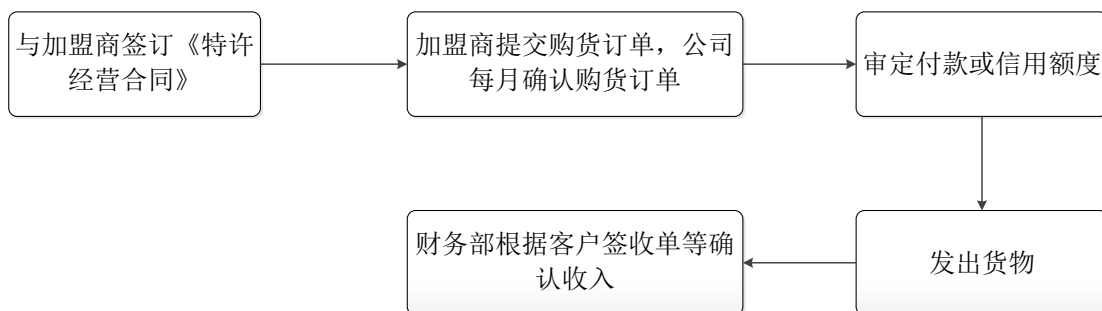 与加盟商签订《特许
经营合同》
加盟商提交购货订单，公司
每月确认购货订单
审定付款或信用额度
发出货物
财务部根据客户签收单等确
认收入